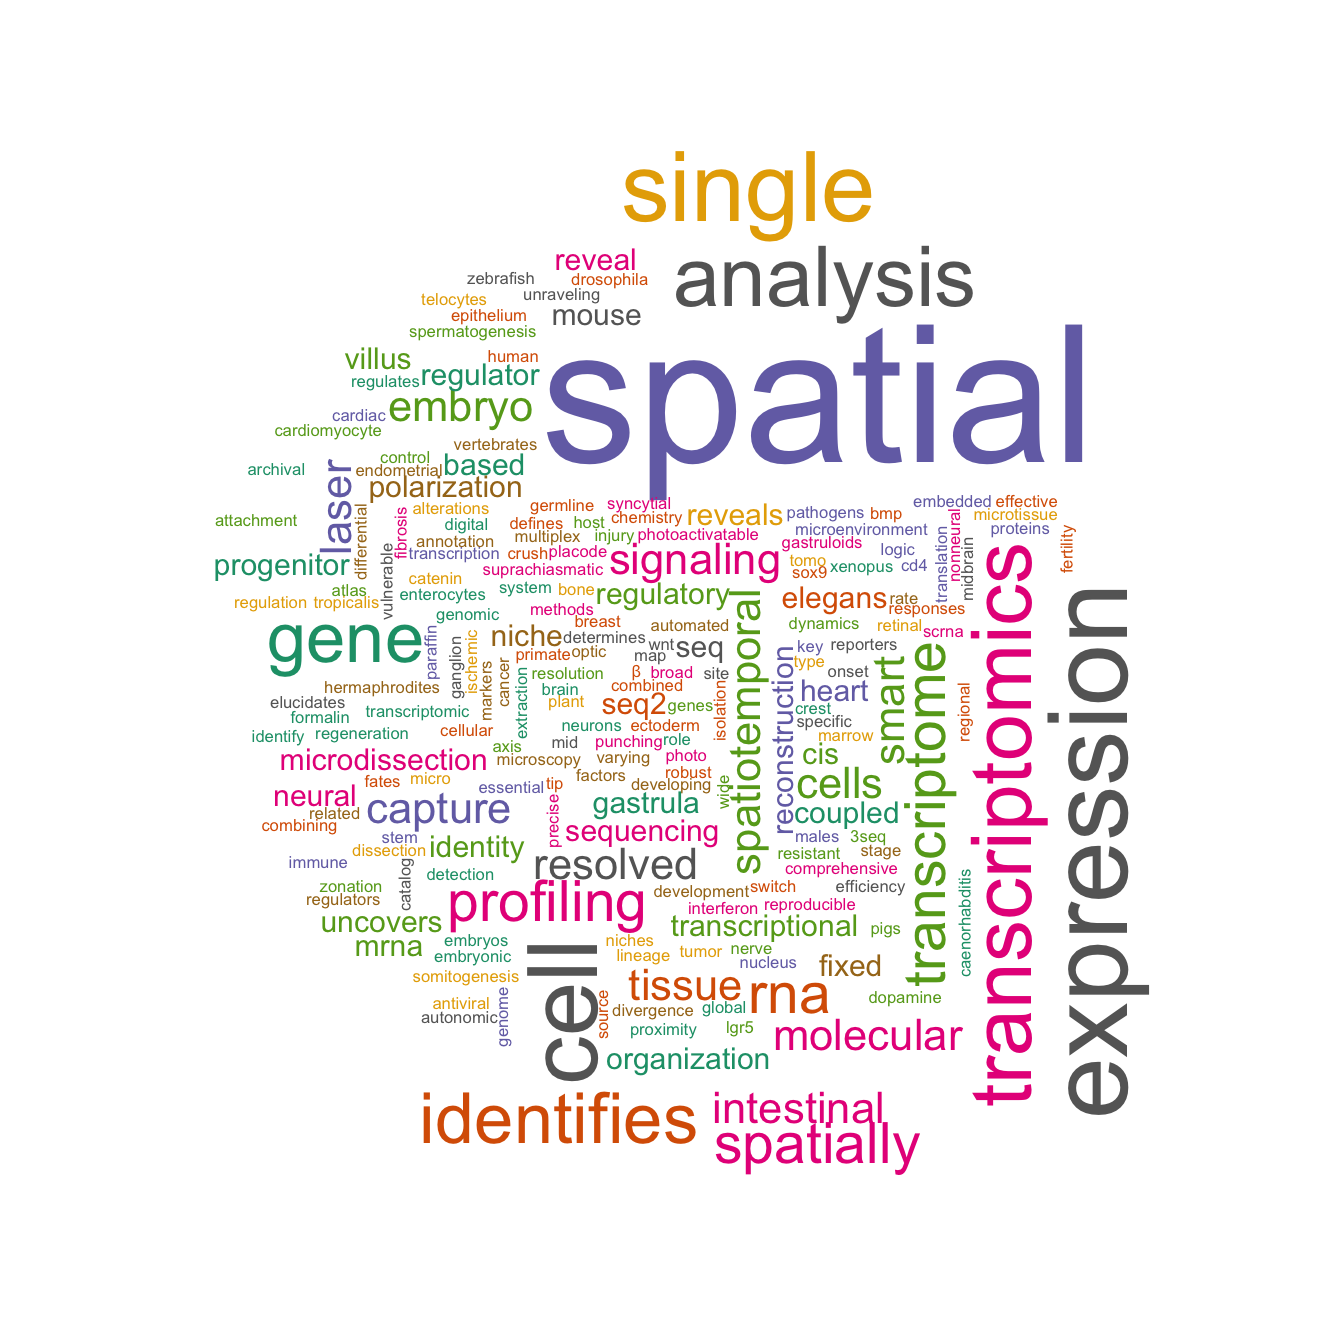 single
reveal
analysis
zebrafish
drosophila
telocytes
unraveling
epithelium
mouse
spermatogenesis
spatial
villus
human
regulates
regulator
embryo
cardiac
cardiomyocyte
vertebrates
control
based
archival
laser
endometrial
polarization
attachment
differential
fibrosis
alterations
germline
syncytial
digital
defines
host
chemistry
reveals
pathogens
bmp
embedded
effective
microtissue
proteins
annotation
multiplex
injury
photoactivatable
microenvironment
nonneural
fertility
transcription
crush
placode
signaling
gastruloids
logic
translation
midbrain
progenitor
vulnerable
suprachiasmatic
tomo
sox9
xenopus
cd4
transcriptomics
catenin
atlas
enterocytes
system
bone
regulatory
elegans
rate
expression
regulation
tropicalis
genomic
methods
responses
gene
paraffin
niche
breast
automated
spatiotemporal
dynamics
retinal
scrna
determines
wnt
seq
key
reporters
ganglion
ischemic
primate
optic
map
type
hermaphrodites
markers
cancer
extraction
resolution
β
broad
site
reconstruction
onset
smart
transcriptome
elucidates
brain
combined
heart
formalin
transcriptomic
plant
seq2
genes
isolation
crest
regional
identify
regeneration
cellular
neurons
ectoderm
specific
marrow
axis
mid
punching
role
microdissection
microscopy
varying
photo
cis
fates
micro
factors
robust
cells
neural
essential
tip
developing
wide
related
capture
precise
gastrula
coupled
combining
stem
sequencing
males
3seq
immune
dissection
identity
resolved
resistant
stage
catalog
detection
comprehensive
zonation
profiling
development
switch
efficiency
regulators
interferon
reproducible
caenorhabditis
uncovers
transcriptional
pigs
mrna
embryos
cell
niches
nerve
embryonic
lineage
tumor
nucleus
fixed
somitogenesis
tissue
rna
dopamine
antiviral
genome
source
divergence
global
autonomic
proximity
lgr5
molecular
organization
identifies
intestinal
spatially